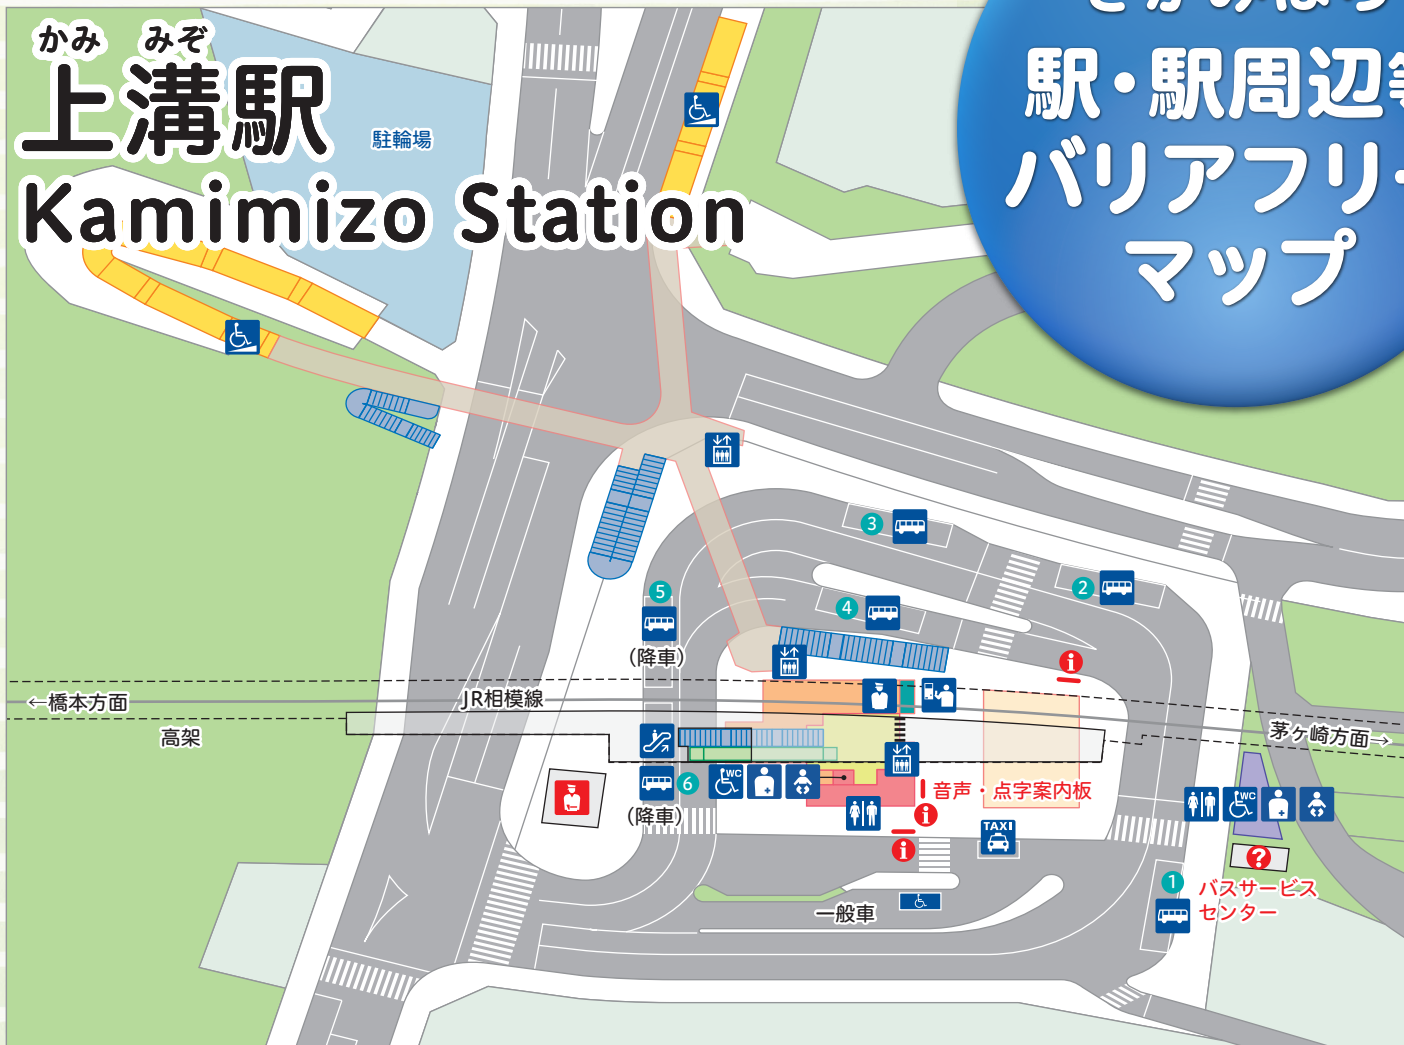 かみ みぞ
上溝駅
Kamimizo Station
駅・駅周辺
バリアフリ
マップ
駐輪場
3
2
5
4
(降車)
←橋本方面
JR相模線
高架
茅ヶ崎方面→
WC
6
(降車)
音声・点字案内板
TAXI
WC
?
1
バスサービス
センター
一般車